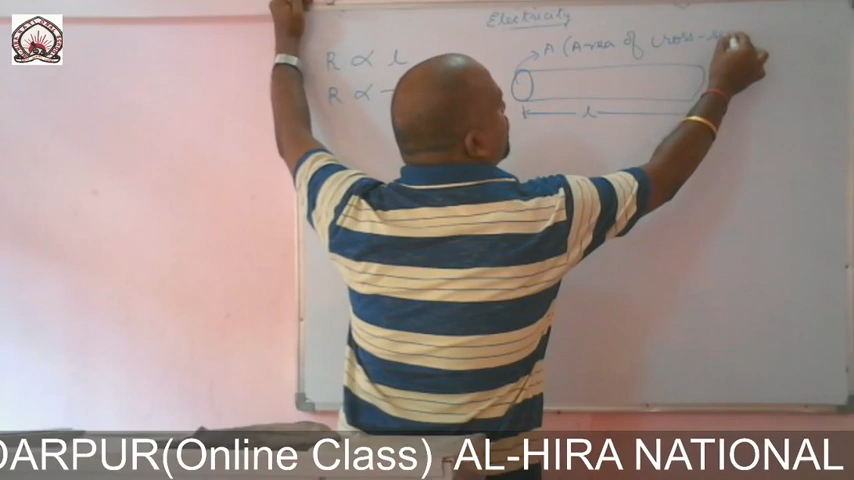 Electricity
R ∝ l
A (Area of cross-
R ∝
l
DARPUR(Online Class) AL-HIRA NATIONAL